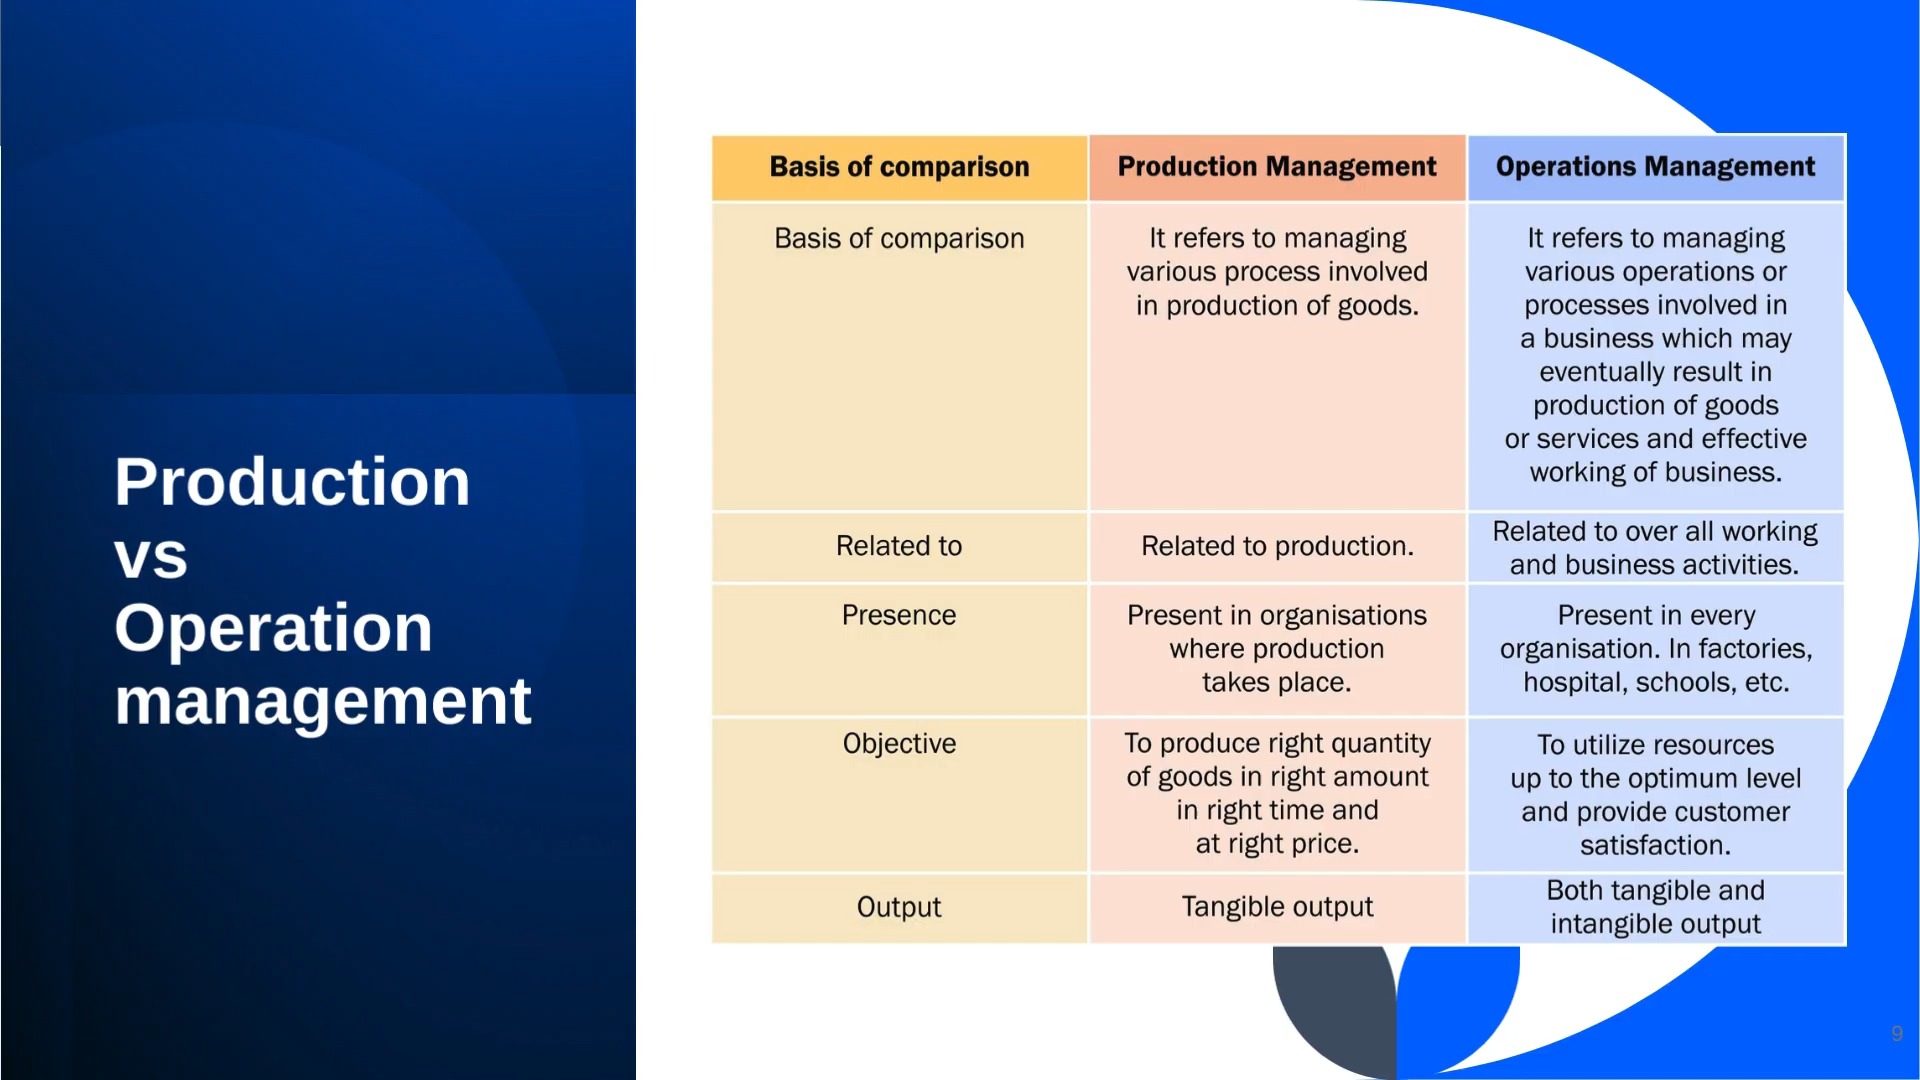 Production
vs
Operation
management
Basis of comparison
Production Management
Operations Management
Basis of comparison
It refers to managing
various process involved
in production of goods.
It refers to managing
various operations or
processes involved in
a business which may
eventually result in
production of goods
or services and effective
working of business.
Related to
Related to production.
Related to over all working
and business activities.
Presence
Present in organisations
where production
takes place.
Present in every
organisation. In factories,
hospital, schools, etc.
Objective
To produce right quantity
of goods in right amount
in right time and
at right price.
To utilize resources
up to the optimum level
and provide customer
satisfaction.
Output
Tangible output
Both tangible and
intangible output
9